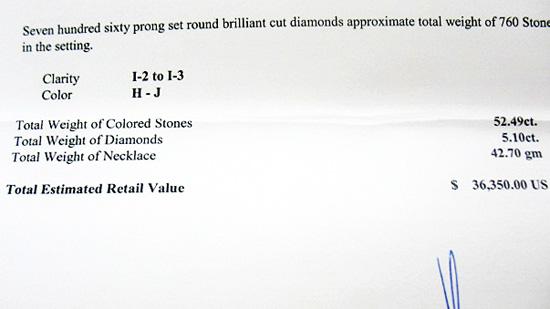 Seven hundred sixty prong set round brilliant cut diamonds approximate total weight of 760 Stone
in the setting.
Clarity I-2 to I-3
Color H - J
Total Weight of Colored Stones 52.49ct.
Total Weight of Diamonds 5.10ct.
Total Weight of Necklace 42.70 gm
Total Estimated Retail Value $ 36,350.00 US